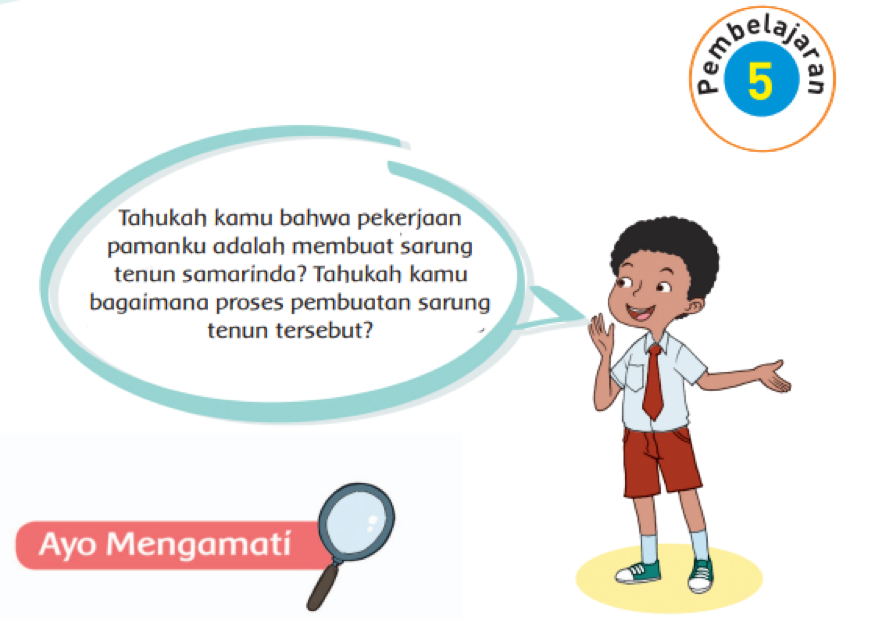 Pembelajaran
5
Tahukah kamu bahwa pekerjaan
pamanku adalah membuat sarung
tenun samarinda? Tahukah kamu
bagaimana proses pembuatan sarung
tenun tersebut?
Ayo Mengamati